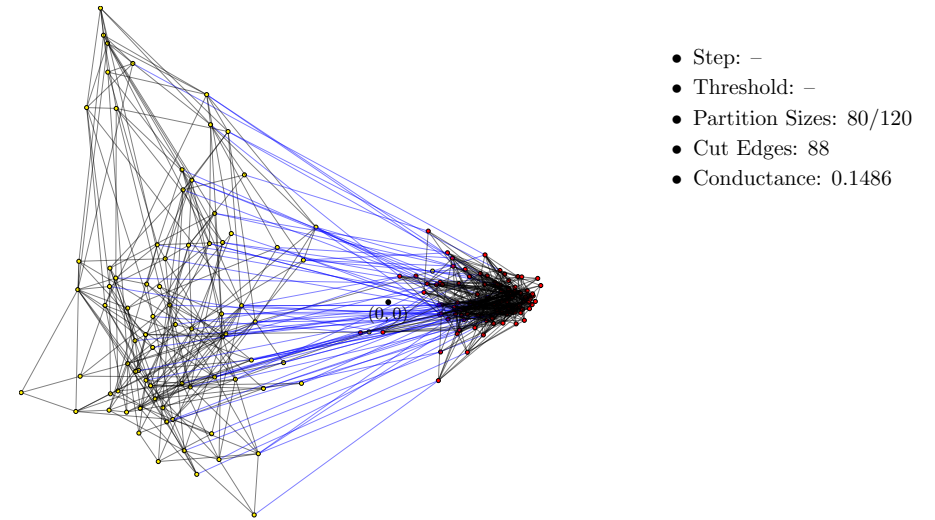 • Step: –
• Threshold: –
• Partition Sizes: 80/120
• Cut Edges: 88
• Conductance: 0.1486
(0, 0)